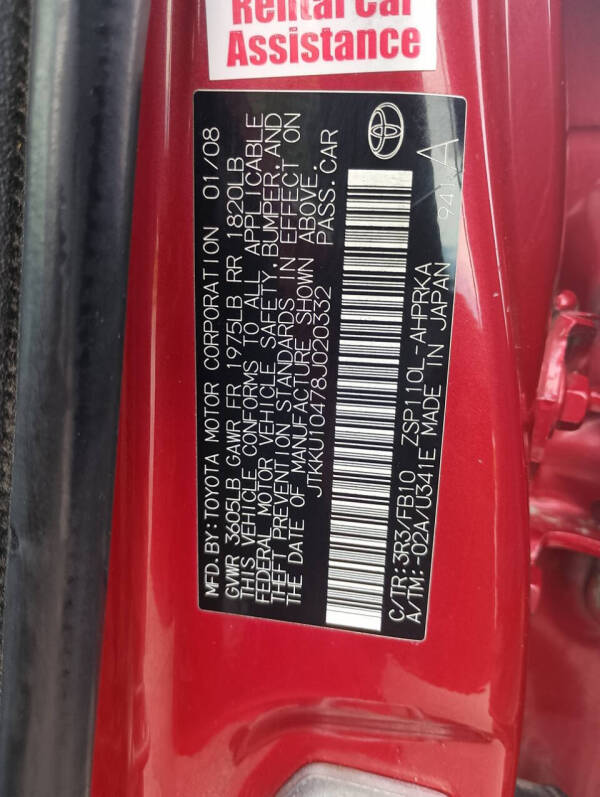 Rental Car
Assistance
MFD. BY: TOYOTA MOTOR CORPORATION 01/08
GVWR 3605LB GAWR FR 1975LB RR 1820LB
THIS VEHICLE CONFORMS TO ALL APPLICABLE
FEDERAL MOTOR VEHICLE SAFETY, BUMPER, AND
THEFT PREVENTION STANDARDS IN EFFECT ON
THE DATE OF MANUFACTURE SHOWN ABOVE.
JTKKU10478J020332 PASS. CAR
C/TR: 3R3/FB10 ZSP110L-AHPRKA
A/TM: -02A/U341E MADE IN JAPAN 941 A